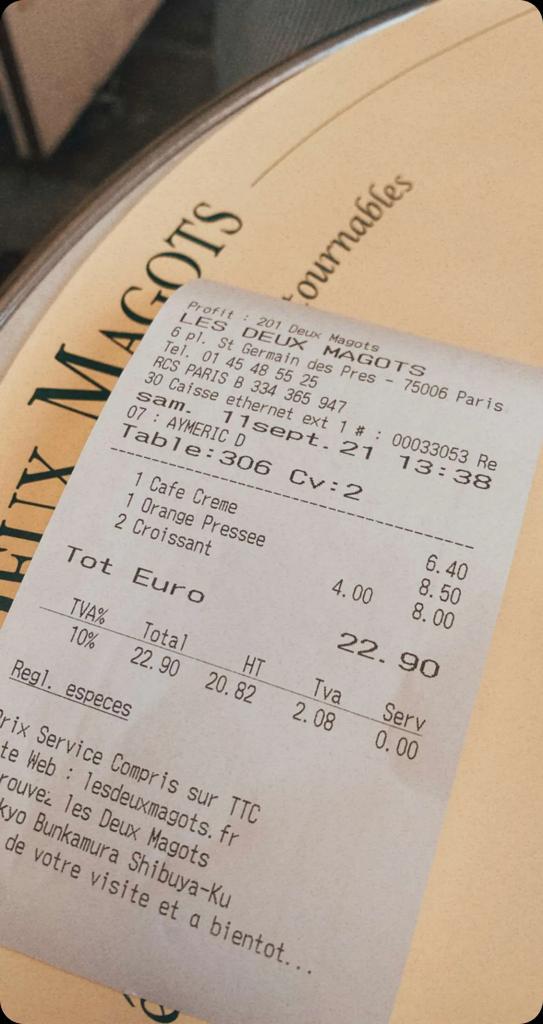 DEUX MAGOTS
tournables
Profit : 201 Deux Magots
LES DEUX MAGOTS
6 pl. St Germain des Pres - 75006 Paris
Tel. 01 45 48 55 25
RCS PARIS B 334 365 947
30 Caisse ethernet ext 1 # : 00033053 Re
sam. 11sept. 21 13:38
07 : AYMERIC D
Table:306 Cv:2
1 Cafe Creme 6.40
1 Orange Pressee 8.50
2 Croissant 4.00 8.00
Tot Euro 22.90
TVA% Total HT Tva Serv
10% 22.90 20.82 2.08 0.00
Regl. especes
Prix Service Compris sur TTC
te Web : lesdeuxmagots.fr
rouvez les Deux Magots
kyo Bunkamura Shibuya-Ku
de votre visite et a bientot...